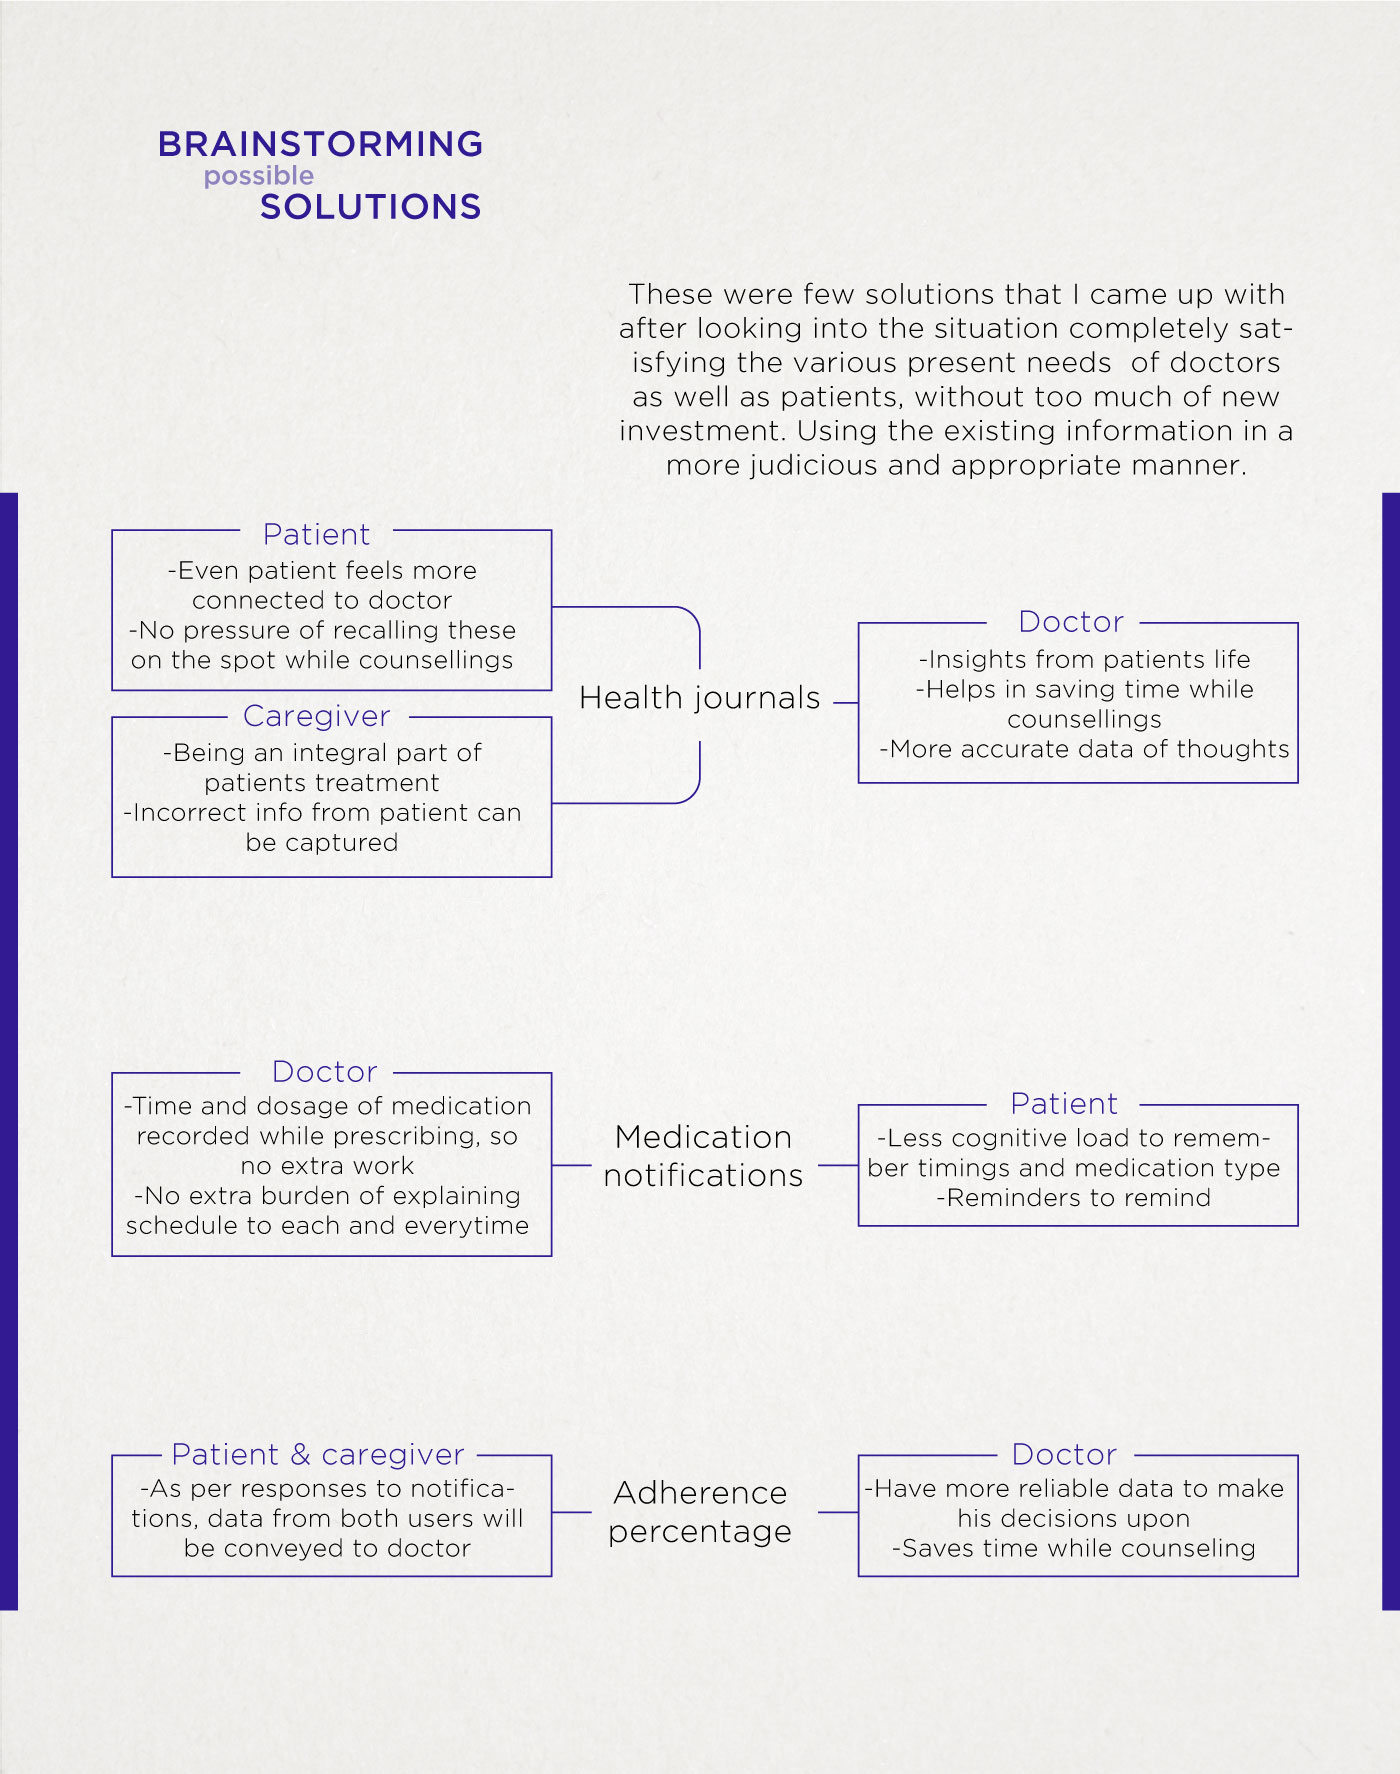 BRAINSTORMING
possible
SOLUTIONS
These were few solutions that I came up with
after looking into the situation completely sat-
isfying the various present needs of doctors
as well as patients, without too much of new
investment. Using the existing information in a
more judicious and appropriate manner.
Patient
-Even patient feels more
connected to doctor
-No pressure of recalling these
on the spot while counsellings
Caregiver
-Being an integral part of
patients treatment
-Incorrect info from patient can
be captured
Health journals
Doctor
-Insights from patients life
-Helps in saving time while
counsellings
-More accurate data of thoughts
Doctor
-Time and dosage of medication
recorded while prescribing, so
no extra work
-No extra burden of explaining
schedule to each and everytime
Medication
notifications
Patient
-Less cognitive load to remem-
ber timings and medication type
-Reminders to remind
Patient & caregiver
-As per responses to notifica-
tions, data from both users will
be conveyed to doctor
Adherence
percentage
Doctor
-Have more reliable data to make
his decisions upon
-Saves time while counseling